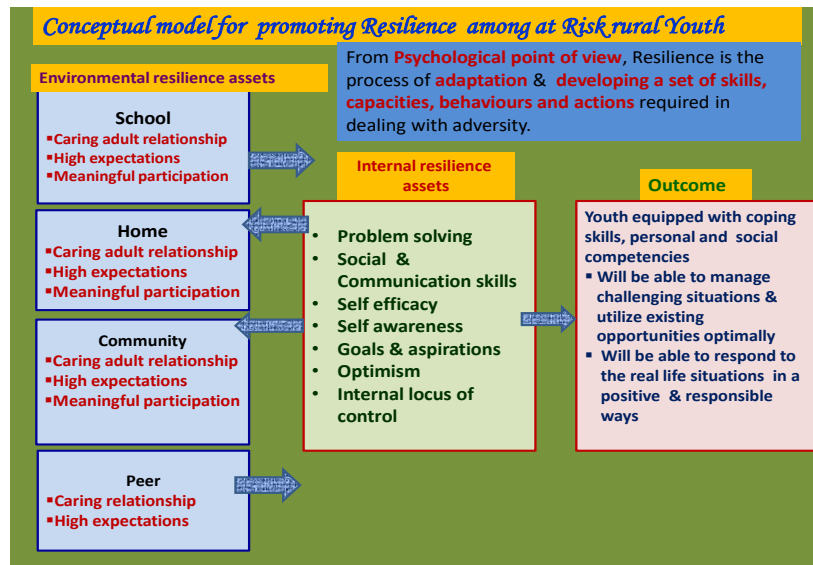 Conceptual model for promoting Resilience among at Risk rural Youth
From Psychological point of view, Resilience is the
process of adaptation & developing a set of skills,
capacities, behaviours and actions required in
dealing with adversity.
Environmental resilience assets
School
▪Caring adult relationship
▪High expectations
▪Meaningful participation
Home
▪Caring adult relationship
▪High expectations
▪Meaningful participation
Community
▪Caring adult relationship
▪High expectations
▪Meaningful participation
Peer
▪Caring relationship
▪High expectations
Internal resilience
assets
• Problem solving
• Social &
Communication skills
• Self efficacy
• Self awareness
• Goals & aspirations
• Optimism
• Internal locus of
control
Outcome
Youth equipped with coping
skills, personal and social
competencies
▪ Will be able to manage
challenging situations &
utilize existing
opportunities optimally
▪ Will be able to respond to
the real life situations in a
positive & responsible
ways